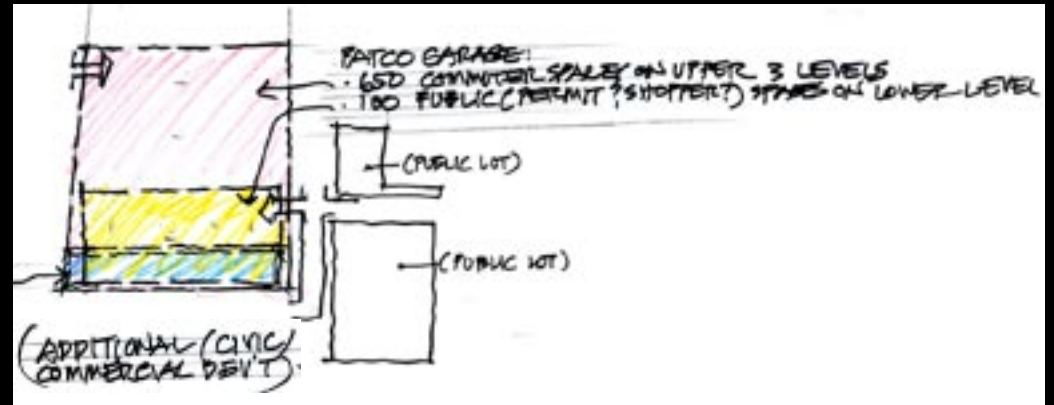 PATCO GARAGE:
· 650 COMMUTER SPACES ON UPPER 3 LEVELS
· 100 PUBLIC (PERMIT? SHOPPER?) SPACES ON LOWER LEVEL
(PUBLIC LOT)
(PUBLIC LOT)
(ADDITIONAL (CIVIC/
COMMERCIAL DEV'T)